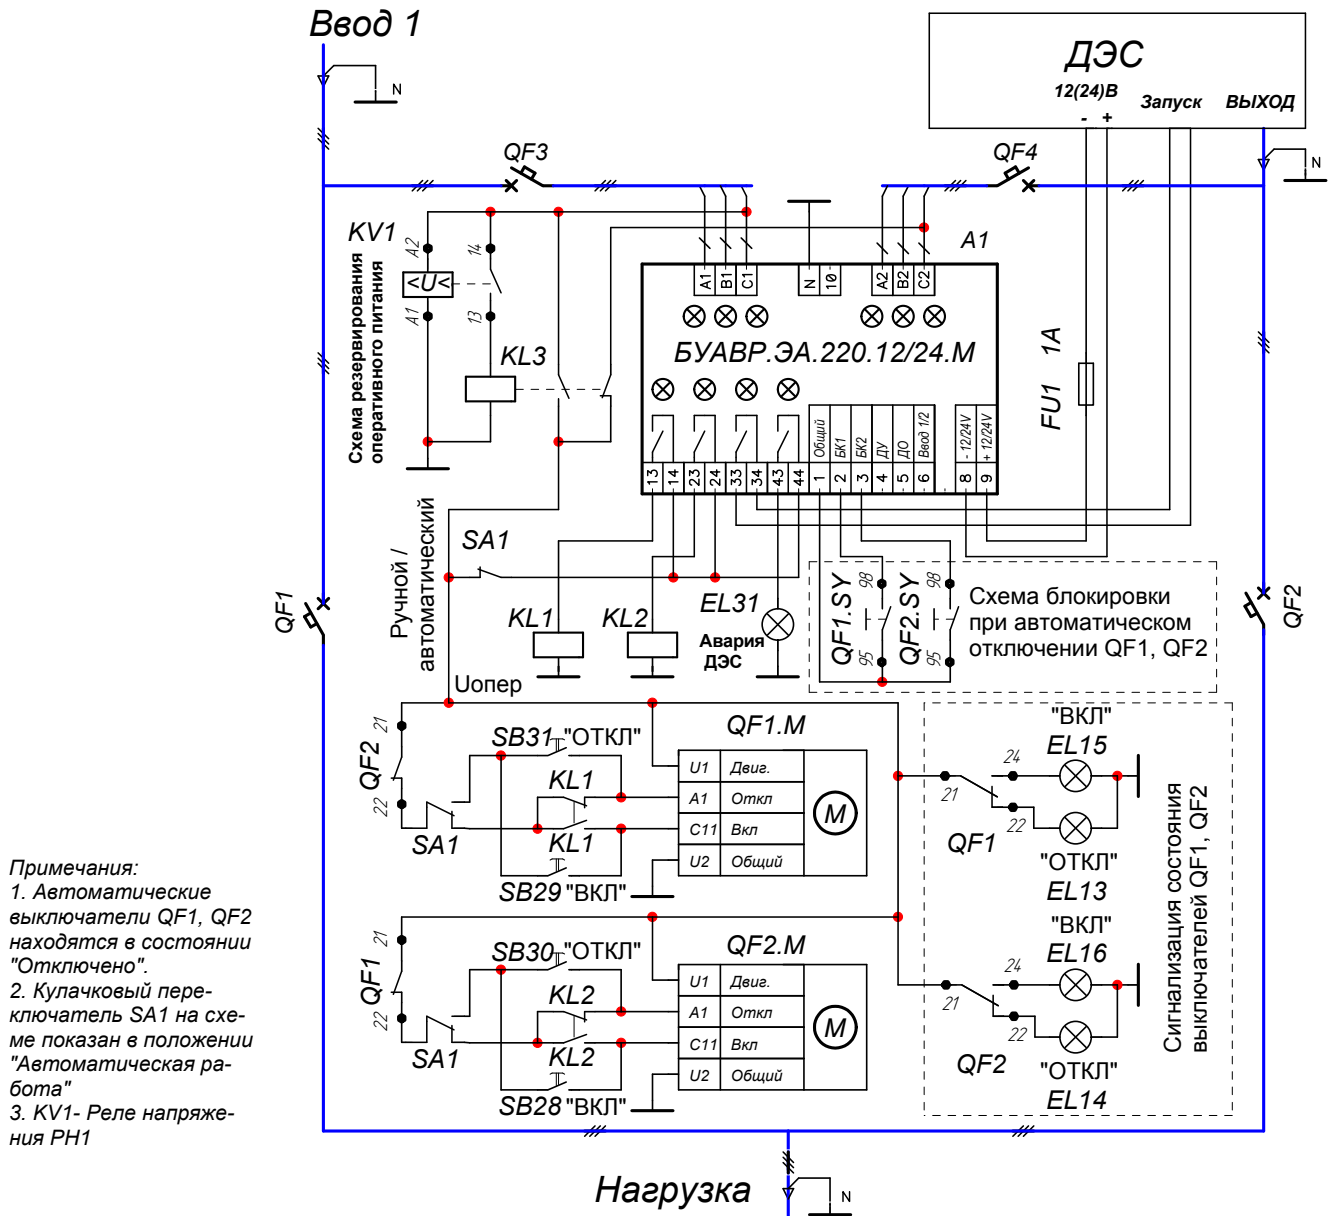 Ввод 1
N
ДЭС
12(24)В
- +
Запуск
ВЫХОД
N
QF3
QF4
KV1
A2
14
<U<
A1
13
Схема резервирования
оперативного питания
KL3
A1
A1
B1
C1
N
10
A2
B2
C2
БУАВР.ЭА.220.12/24.М
FU1 1A
13
14
23
24
33
34
43
44
Общий
БК1
БК2
ДУ
ДО
Ввод 1/2
- 12/24V
+ 12/24V
1
2
3
4
5
6
8
9
Ручной /
автоматический
SA1
QF1
KL1
KL2
EL31
Авария
ДЭС
QF1.SY
98
95
QF2.SY
98
95
Схема блокировки
при автоматическом
отключении QF1, QF2
QF2
Uопер
21
QF2
22
SA1
SB31 "ОТКЛ"
KL1
KL1
SB29 "ВКЛ"
QF1.M
U1 Двиг.
A1 Откл
C11 Вкл
U2 Общий
M
21
QF1
22
SA1
SB30 "ОТКЛ"
KL2
KL2
SB28 "ВКЛ"
QF2.M
U1 Двиг.
A1 Откл
C11 Вкл
U2 Общий
M
"ВКЛ"
EL15
24
21
22
QF1
"ОТКЛ"
EL13
"ВКЛ"
EL16
24
21
22
QF2
"ОТКЛ"
EL14
Сигнализация состояния
выключателей QF1, QF2
Примечания:
1. Автоматические
выключатели QF1, QF2
находятся в состоянии
"Отключено".
2. Кулачковый пере-
ключатель SA1 на схе-
ме показан в положении
"Автоматическая ра-
бота"
3. KV1- Реле напряже-
ния РН1
Нагрузка
N